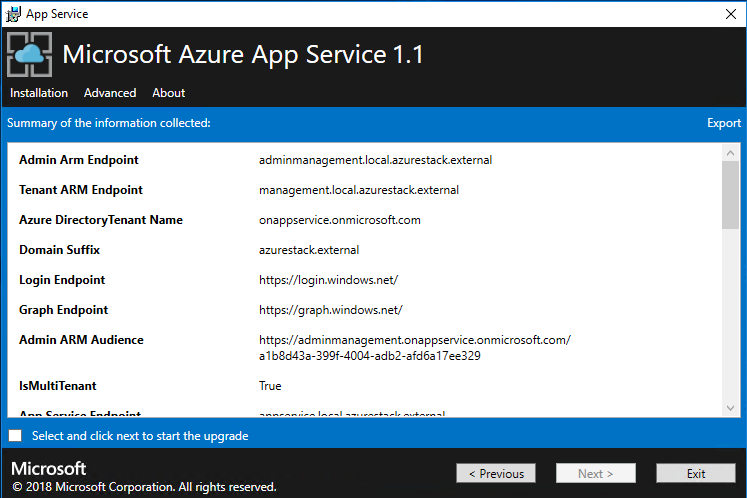 App Service
Microsoft Azure App Service 1.1
Installation Advanced About
Summary of the information collected: Export
Admin Arm Endpoint adminmanagement.local.azurestack.external
Tenant ARM Endpoint management.local.azurestack.external
Azure DirectoryTenant Name onappservice.onmicrosoft.com
Domain Suffix azurestack.external
Login Endpoint https://login.windows.net/
Graph Endpoint https://graph.windows.net/
Admin ARM Audience https://adminmanagement.onappservice.onmicrosoft.com/
a1b8d43a-399f-4004-adb2-afd6a17ee329
IsMultiTenant True
App Service Endpoint appservice.local.azurestack.external
Select and click next to start the upgrade
Microsoft
© 2018 Microsoft Corporation. All rights reserved.
< Previous Next > Exit